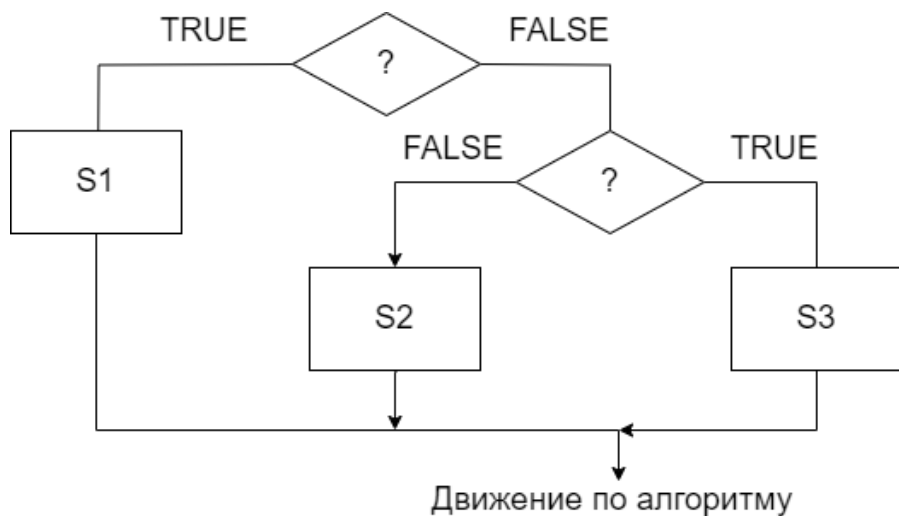 TRUE
FALSE
?
S1
FALSE
TRUE
?
S2
S3
Движение по алгоритму